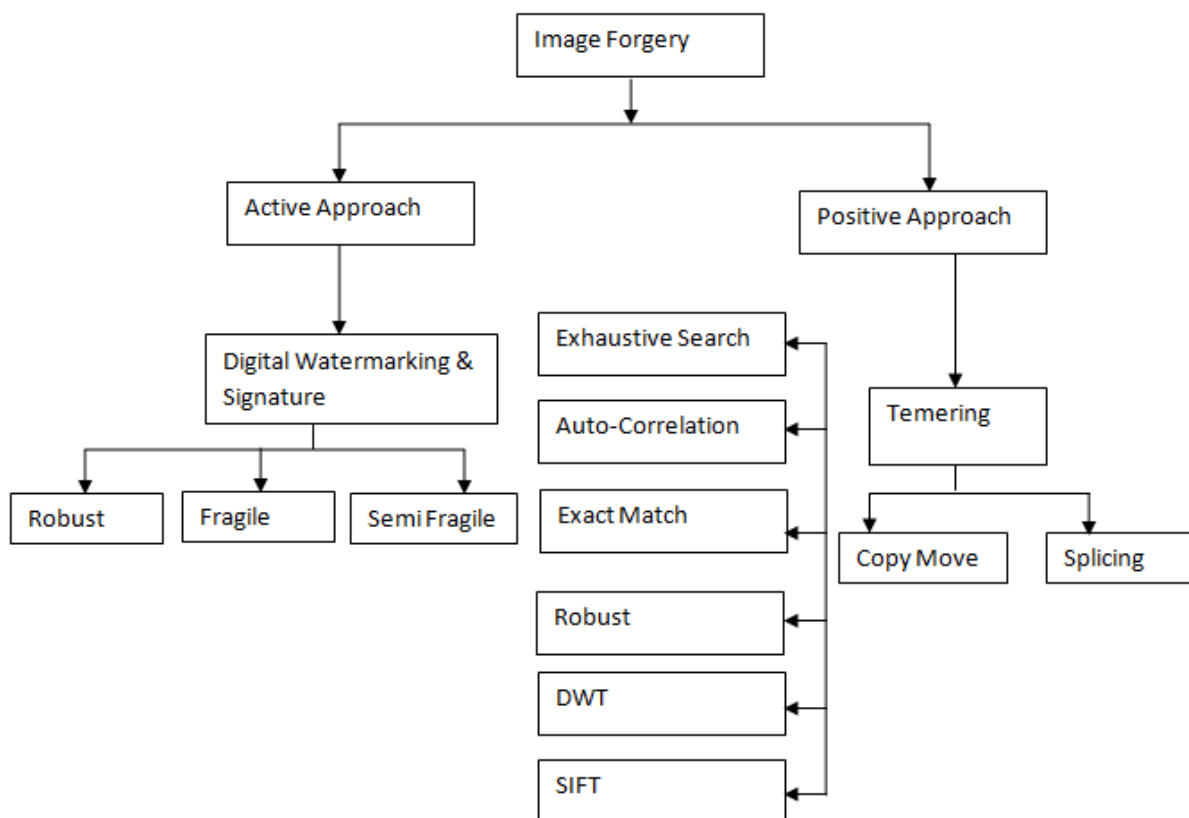 Image Forgery
Active Approach
Positive Approach
Digital Watermarking &
Signature
Robust
Fragile
Semi Fragile
Exhaustive Search
Auto-Correlation
Exact Match
Robust
DWT
SIFT
Temering
Copy Move
Splicing